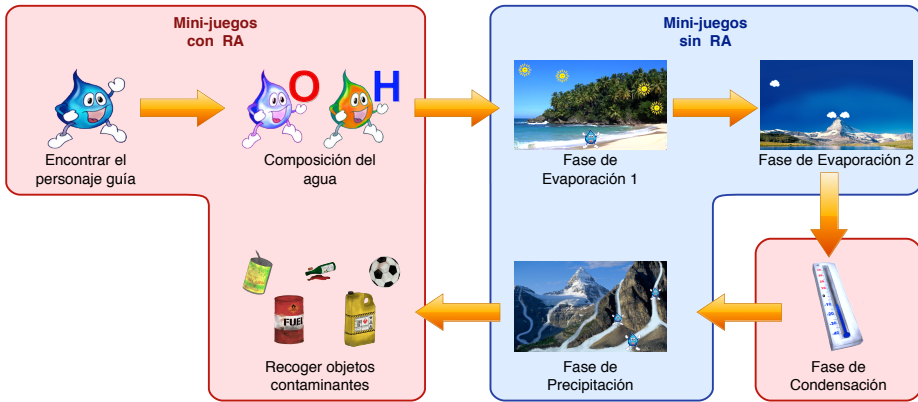 Mini-juegos
con RA
Mini-juegos
sin RA
O
H
Encontrar el
personaje guía
Composición del
agua
Fase de
Evaporación 1
Fase de Evaporación 2
FUEL
Recoger objetos
contaminantes
Fase de
Precipitación
Fase de
Condensación